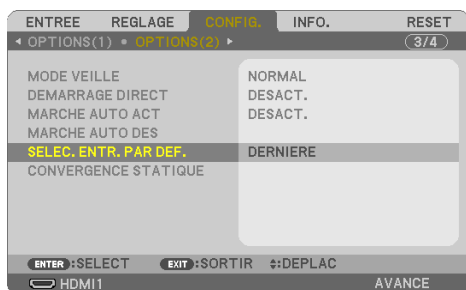 ENTREE REGLAGE CONFIG. INFO. RESET
OPTIONS(1) • OPTIONS(2) 3/4
MODE VEILLE NORMAL
DEMARRAGE DIRECT DESACT.
MARCHE AUTO ACT DESACT.
MARCHE AUTO DES
SELEC. ENTR. PAR DEF. DERNIERE
CONVERGENCE STATIQUE
ENTER :SELECT EXIT :SORTIR :DEPLAC
HDMI1 AVANCE